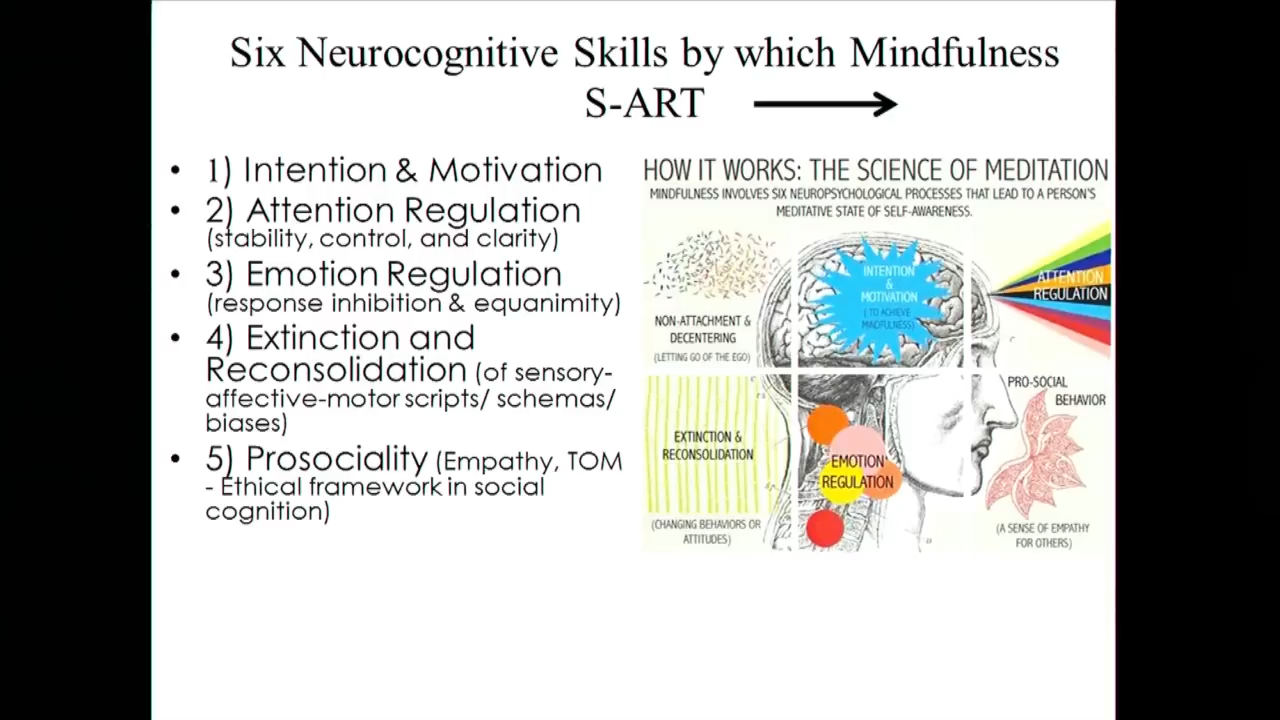 Six Neurocognitive Skills by which Mindfulness
S-ART
• 1) Intention & Motivation
• 2) Attention Regulation
(stability, control, and clarity)
• 3) Emotion Regulation
(response inhibition & equanimity)
• 4) Extinction and
Reconsolidation (of sensory-
affective-motor scripts/ schemas/
biases)
• 5) Prosociality (Empathy, TOM
- Ethical framework in social
cognition)
HOW IT WORKS: THE SCIENCE OF MEDITATION
MINDFULNESS INVOLVES SIX NEUROPSYCHOLOGICAL PROCESSES THAT LEAD TO A PERSON'S
MEDITATIVE STATE OF SELF-AWARENESS.
NON-ATTACHMENT &
DECENTERING
(LETTING GO OF THE EGO)
INTENTION
&
MOTIVATION
(TO ACHIEVE
MINDFULNESS)
ATTENTION
REGULATION
EXTINCTION &
RECONSOLIDATION
(CHANGING BEHAVIORS OR
ATTITUDES)
EMOTION
REGULATION
PRO-SOCIAL
BEHAVIOR
(A SENSE OF EMPATHY
FOR OTHERS)